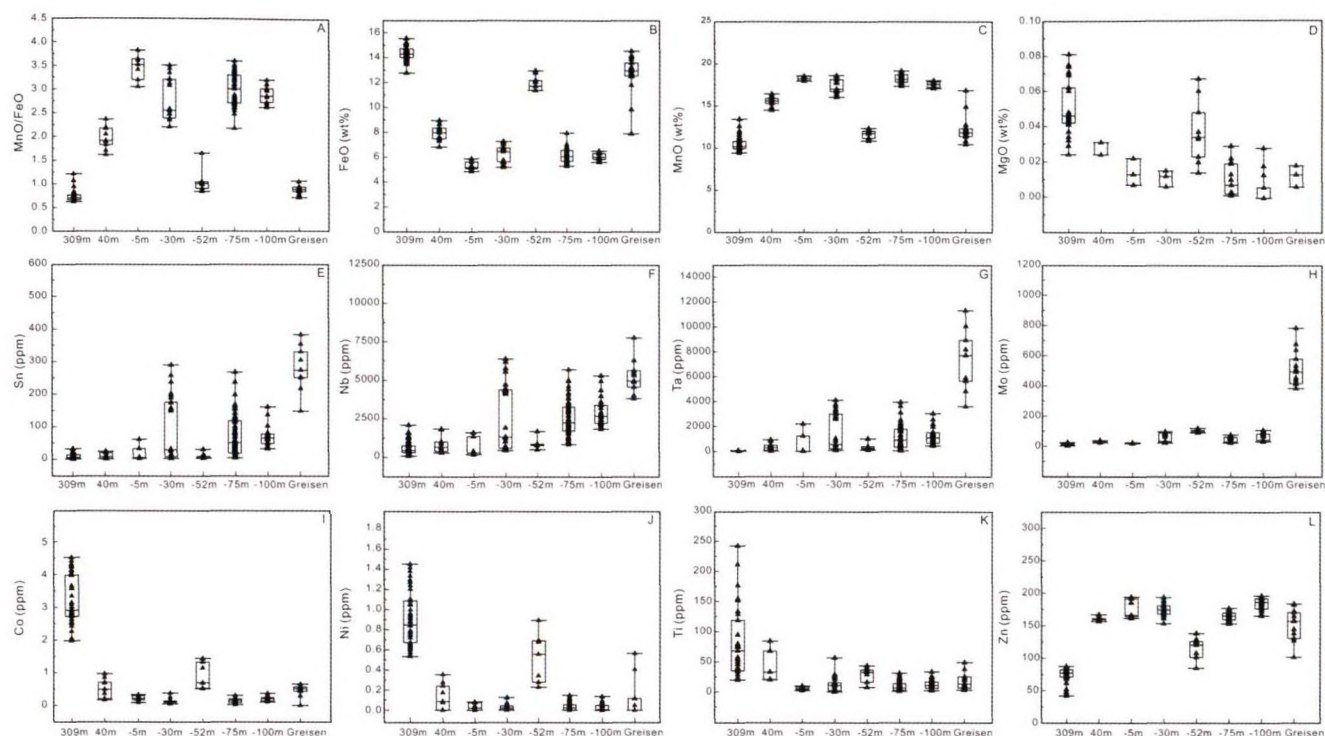 A
MnO/FeO
4.5
4.0
3.5
3.0
2.5
2.0
1.5
1.0
0.5
0.0
309m 40m -5m -30m -52m -75m -100m Greisen
B
FeO (wt%)
16
14
12
10
8
6
4
2
0
309m 40m -5m -30m -52m -75m -100m Greisen
C
MnO (wt%)
25
20
15
10
5
0
309m 40m -5m -30m -52m -75m -100m Greisen
D
MgO (wt%)
0.10
0.08
0.06
0.04
0.02
0.00
309m 40m -5m -30m -52m -75m -100m Greisen
E
Sn (ppm)
600
500
400
300
200
100
0
309m 40m -5m -30m -52m -75m -100m Greisen
F
Nb (ppm)
12500
10000
7500
5000
2500
0
309m 40m -5m -30m -52m -75m -100m Greisen
G
Ta (ppm)
14000
12000
10000
8000
6000
4000
2000
0
309m 40m -5m -30m -52m -75m -100m Greisen
H
Mo (ppm)
1200
1000
800
600
400
200
0
309m 40m -5m -30m -52m -75m -100m Greisen
I
Co (ppm)
5
4
3
2
1
0
309m 40m -5m -30m -52m -75m -100m Greisen
J
Ni (ppm)
1.8
1.6
1.4
1.2
1.0
0.8
0.6
0.4
0.2
0.0
309m 40m -5m -30m -52m -75m -100m Greisen
K
Ti (ppm)
300
250
200
150
100
50
0
309m 40m -5m -30m -52m -75m -100m Greisen
L
Zn (ppm)
300
250
200
150
100
50
0
309m 40m -5m -30m -52m -75m -100m Greisen